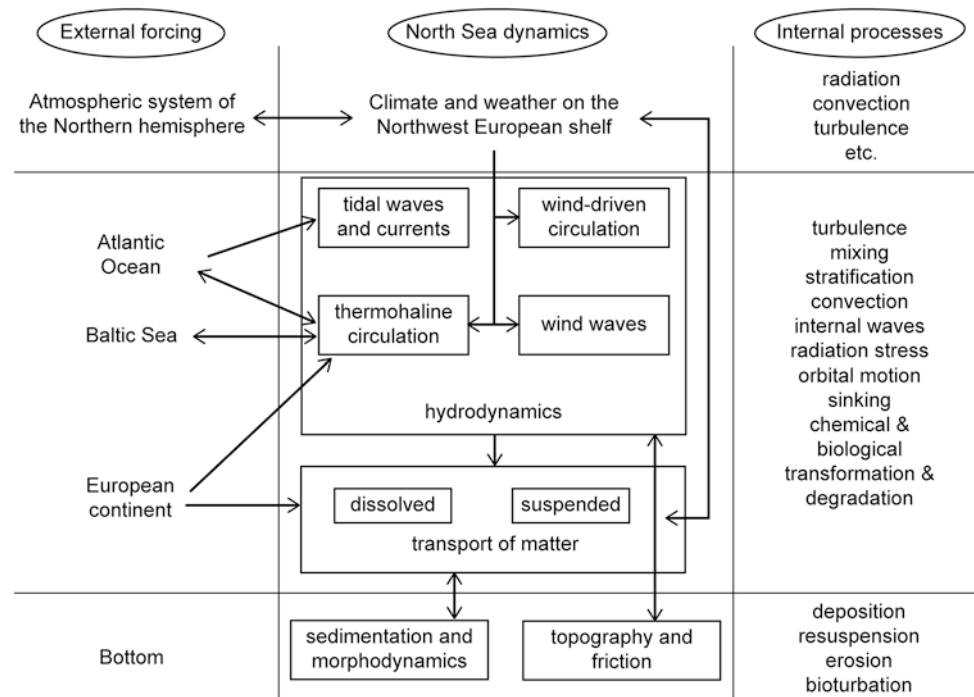 External forcing
North Sea dynamics
Internal processes
Atmospheric system of
the Northern hemisphere
Climate and weather on the
Northwest European shelf
radiation
convection
turbulence
etc.
Atlantic
Ocean
Baltic Sea
European
continent
tidal waves
and currents
wind-driven
circulation
thermohaline
circulation
wind waves
hydrodynamics
dissolved
suspended
transport of matter
turbulence
mixing
stratification
convection
internal waves
radiation stress
orbital motion
sinking
chemical &
biological
transformation &
degradation
Bottom
sedimentation and
morphodynamics
topography and
friction
deposition
resuspension
erosion
bioturbation